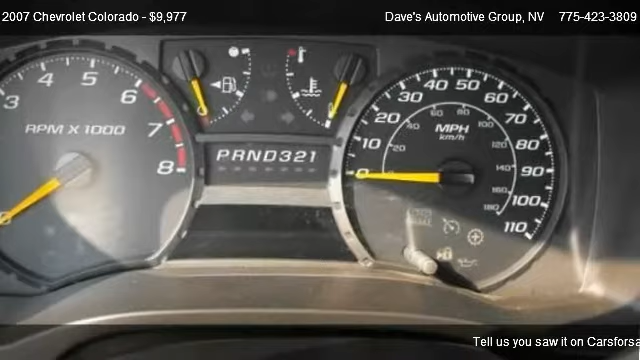 2007 Chevrolet Colorado - $9,977
Dave's Automotive Group, NV 775-423-3809
3 4 5 6 7 8
RPM X 1000
PRND321
0 10 20 30 40 50 60 70 80 90 100 110
20 40 60 80 100 120 140 160 180
MPH
km/h
Tell us you saw it on Carsforsa